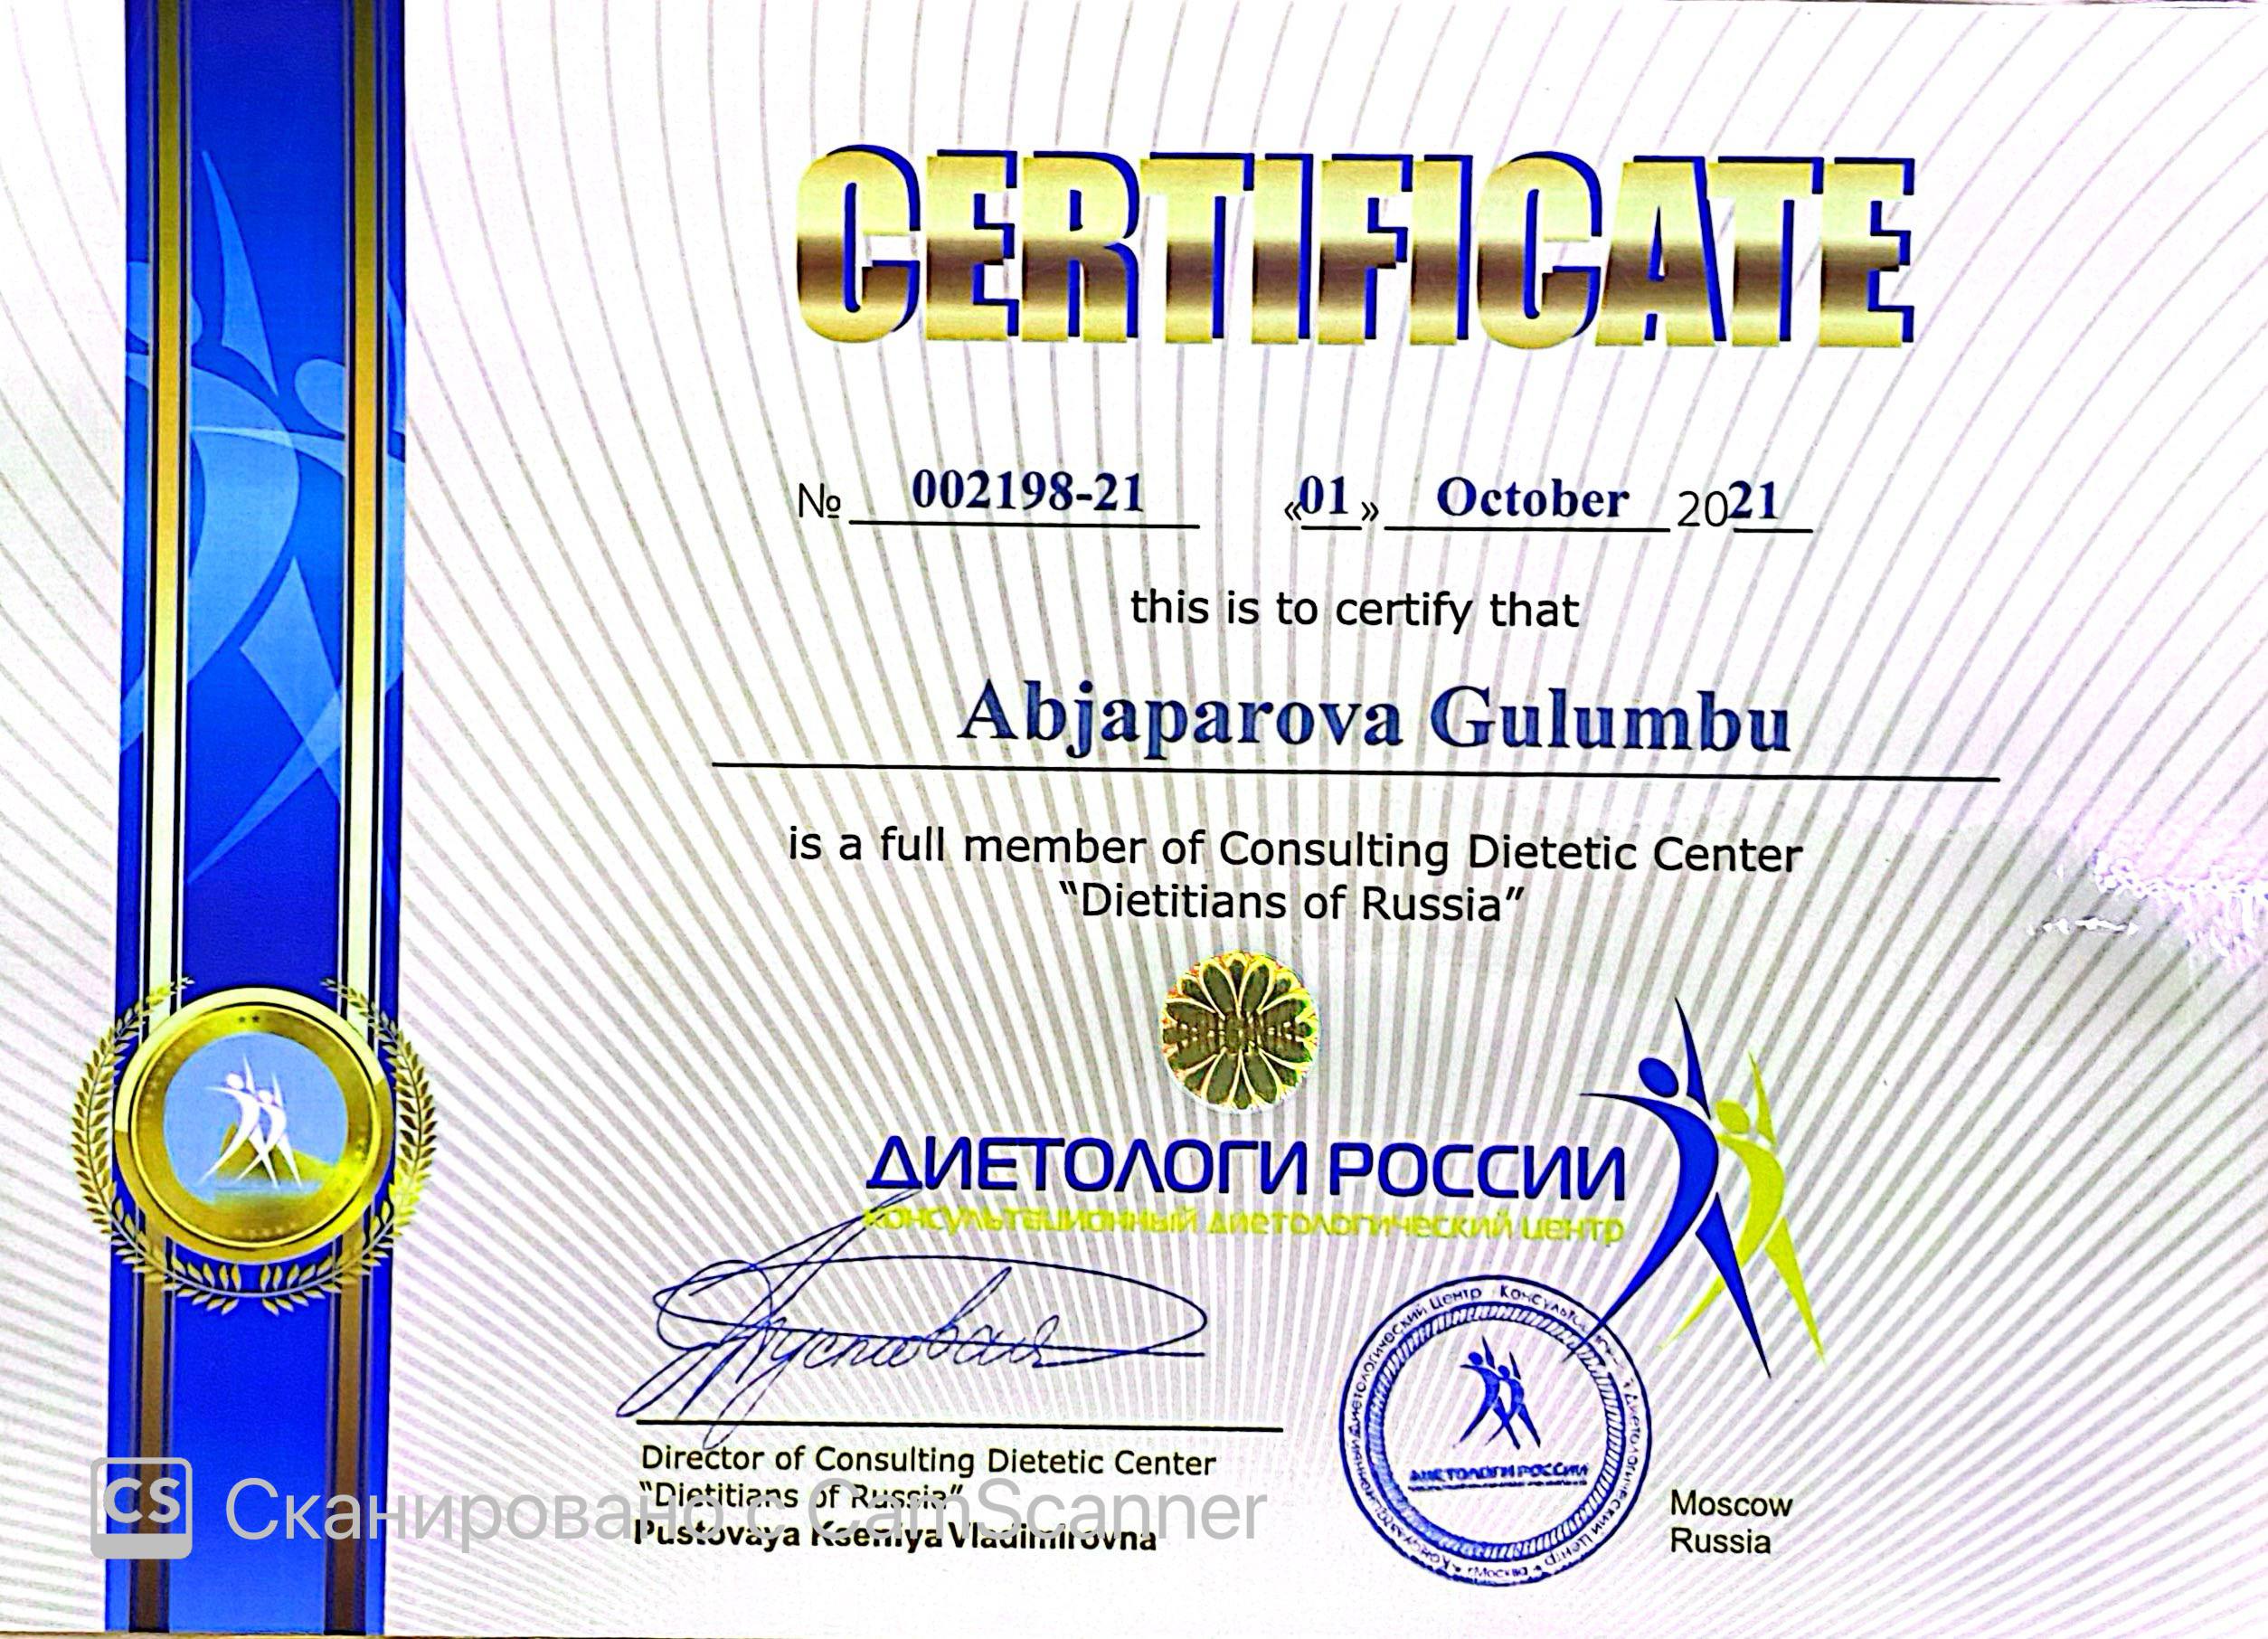 CERTIFICATE
№ 002198-21 «01» October 2021
this is to certify that
Abjaparova Gulumbu
is a full member of Consulting Dietetic Center
“Dietitians of Russia”
ДИЕТОЛОГИ РОССИИ
консультационный диетологический центр
Пустовая
Director of Consulting Dietetic Center
“Dietitians of Russia”
Pustovaya Kseniya Vladimirovna
Консультационный Диетологический Центр
ДИЕТОЛОГИ РОССИИ
г.Москва
Moscow
Russia
CS Сканировано с CamScanner